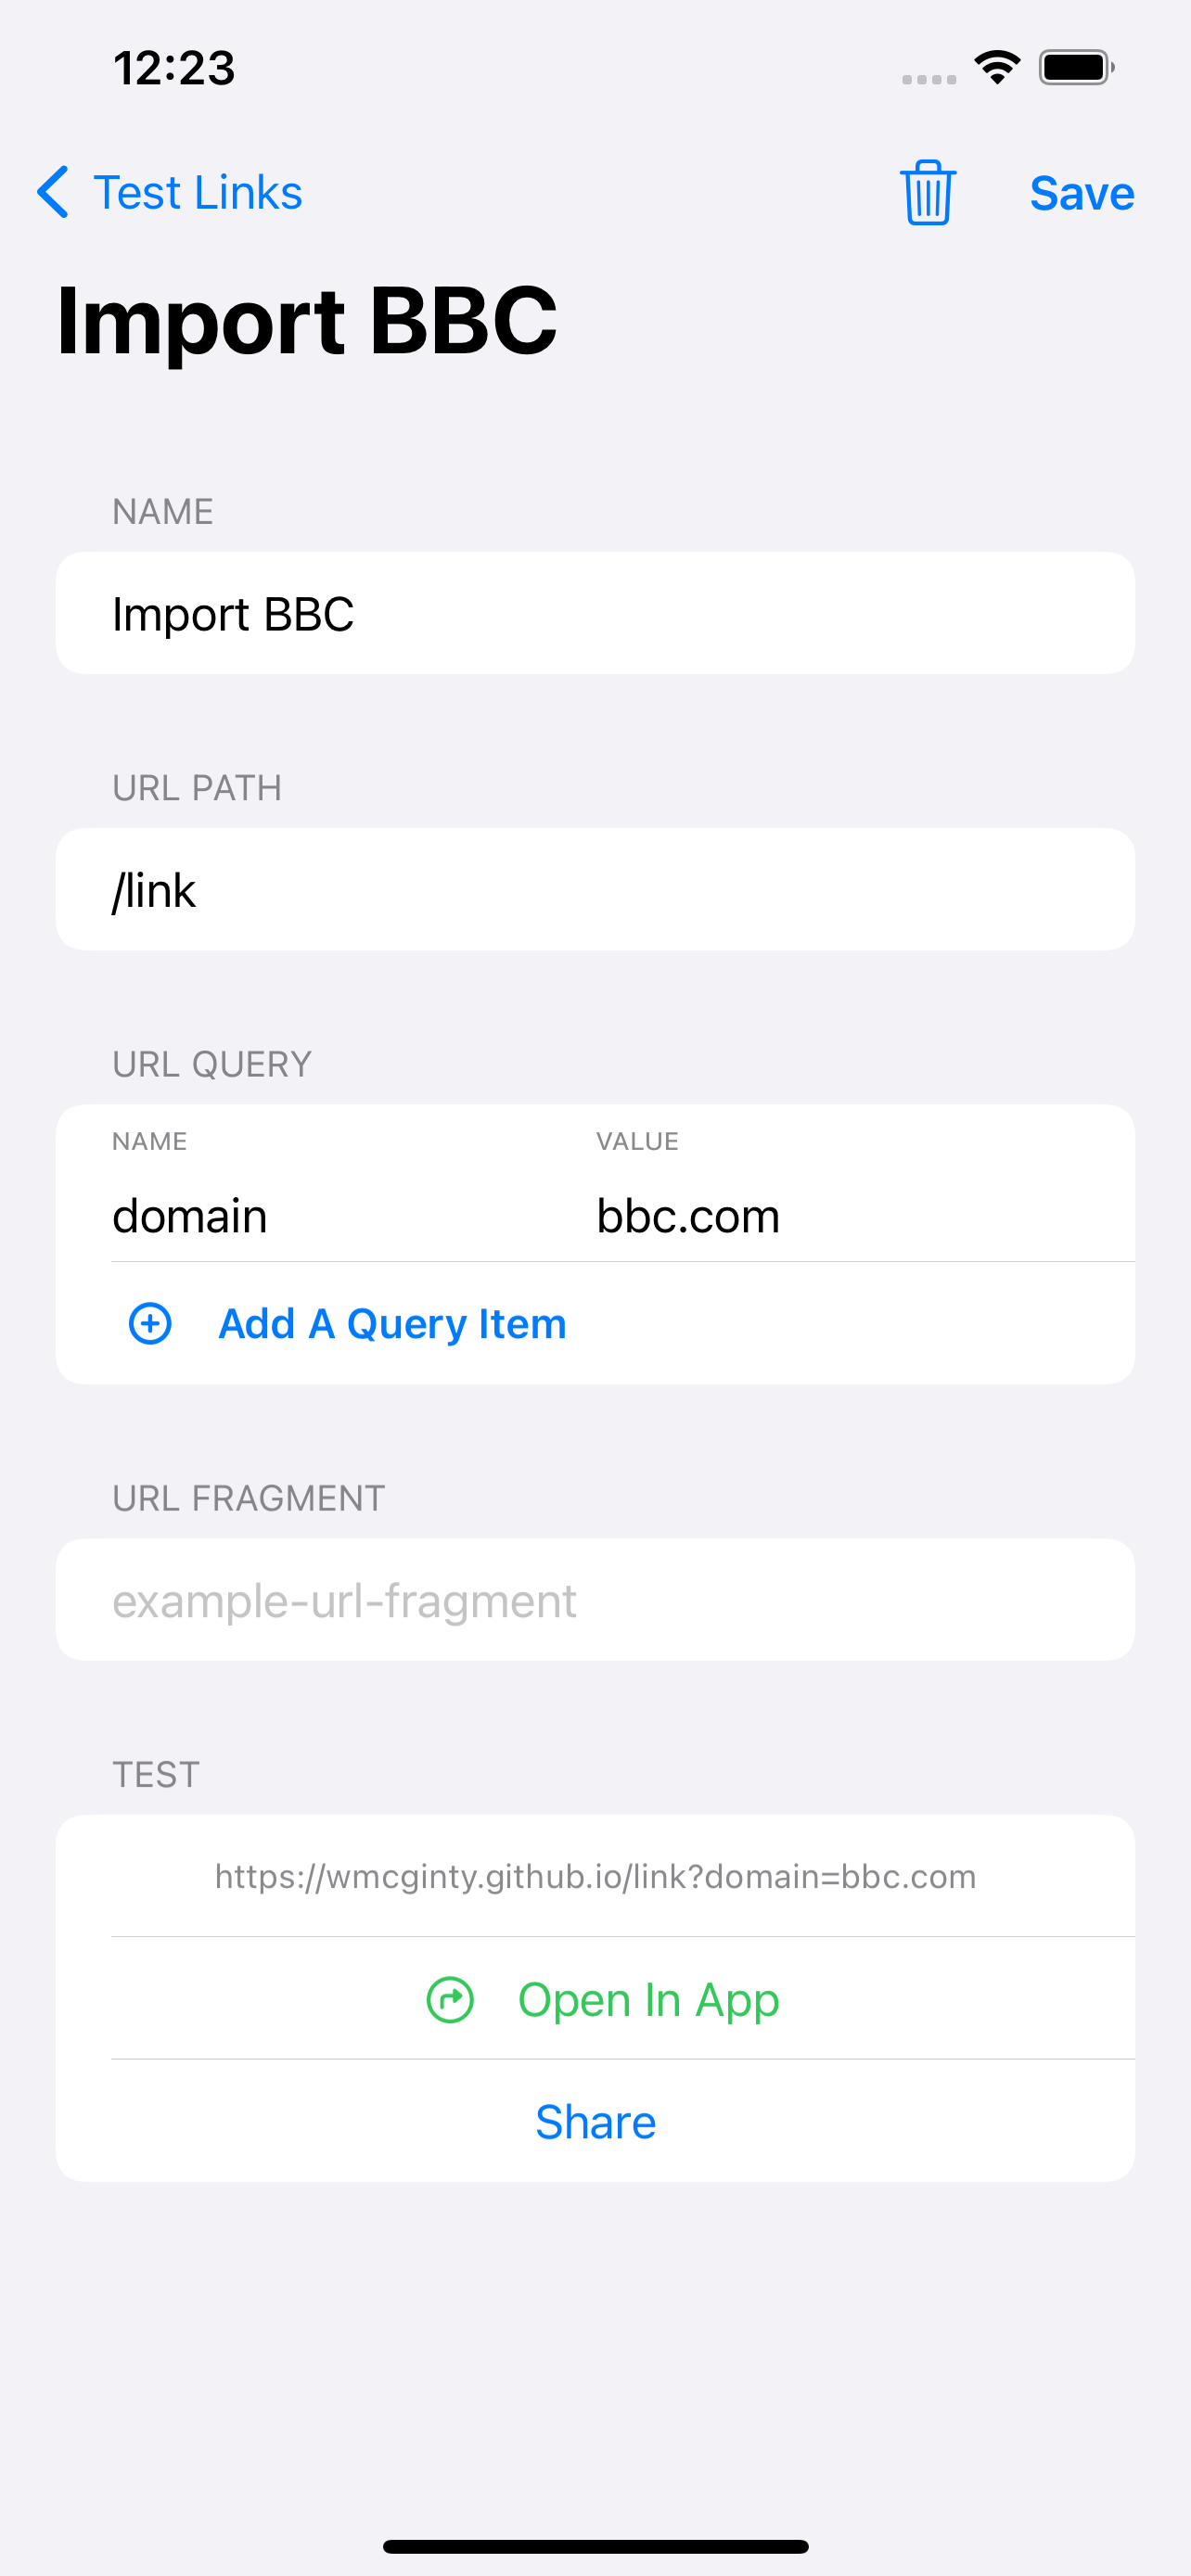 12:23
Test Links
Save
Import BBC
NAME
Import BBC
URL PATH
/link
URL QUERY
NAME VALUE
domain bbc.com
Add A Query Item
URL FRAGMENT
example-url-fragment
TEST
https://wmcginty.github.io/link?domain=bbc.com
Open In App
Share